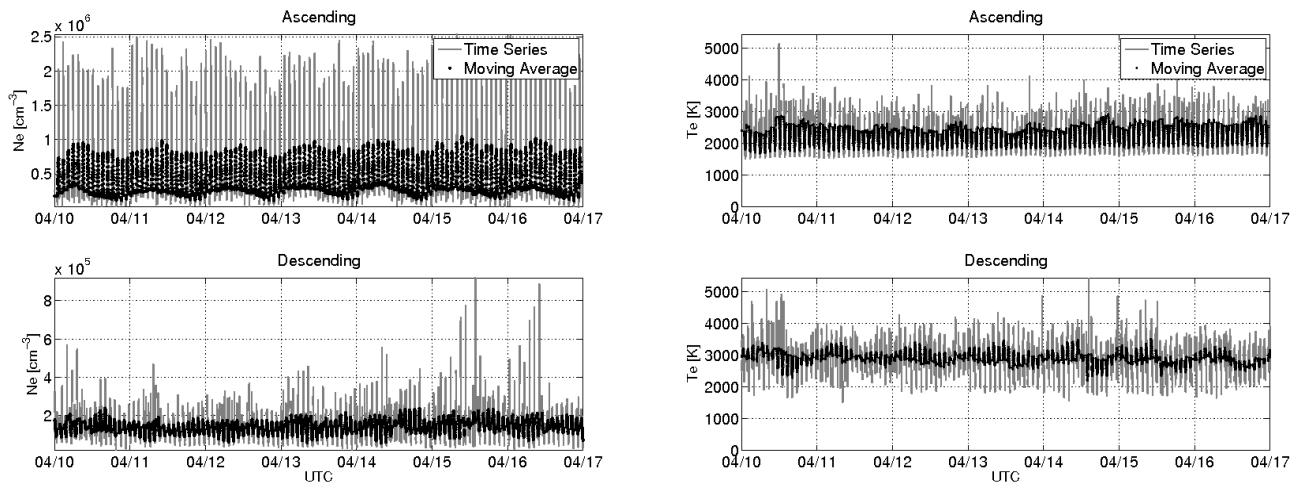 Ascending
x 10^6
2.5
2
1.5
1
0.5
Ne [cm^-3]
Time Series
Moving Average
04/10 04/11 04/12 04/13 04/14 04/15 04/16 04/17
Ascending
5000
4000
3000
2000
1000
0
Te [K]
Time Series
Moving Average
04/10 04/11 04/12 04/13 04/14 04/15 04/16 04/17
Descending
x 10^5
8
6
4
2
Ne [cm^-3]
04/10 04/11 04/12 04/13 04/14 04/15 04/16 04/17
UTC
Descending
5000
4000
3000
2000
1000
0
Te [K]
04/10 04/11 04/12 04/13 04/14 04/15 04/16 04/17
UTC